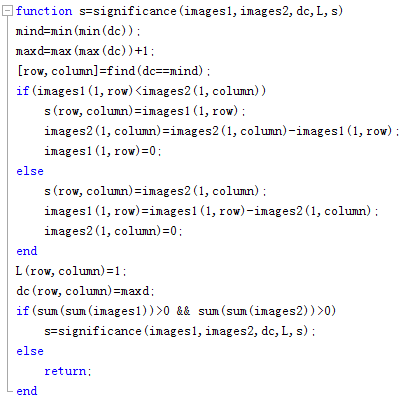 function s=significance(images1,images2,dc,L,s)
mind=min(min(dc));
maxd=max(max(dc))+1;
[row,column]=find(dc==mind);
if(images1(1,row)<images2(1,column))
    s(row,column)=images1(1,row);
    images2(1,column)=images2(1,column)-images1(1,row);
    images1(1,row)=0;
else
    s(row,column)=images2(1,column);
    images1(1,row)=images1(1,row)-images2(1,column);
    images2(1,column)=0;
end
L(row,column)=1;
dc(row,column)=maxd;
if(sum(sum(images1))>0 && sum(sum(images2))>0)
    s=significance(images1,images2,dc,L,s);
else
    return;
end